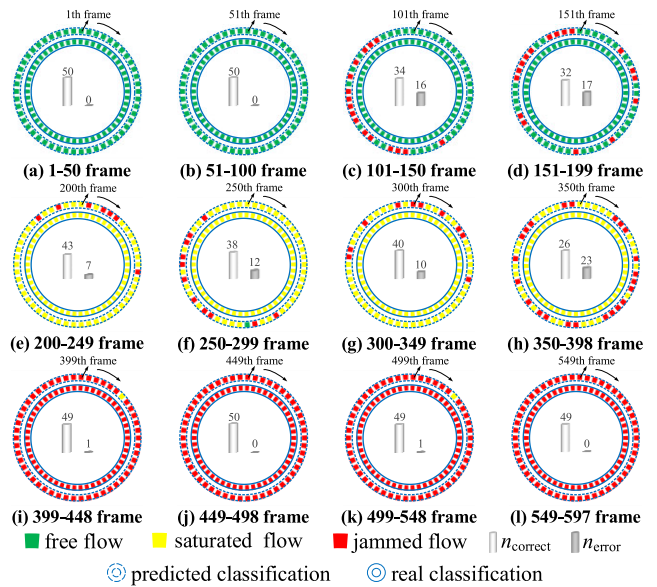 1th frame 51th frame 101th frame 151th frame
50 0 50 0 34 16 32 17
(a) 1-50 frame (b) 51-100 frame (c) 101-150 frame (d) 151-199 frame
200th frame 250th frame 300th frame 350th frame
43 7 38 12 40 10 26 23
(e) 200-249 frame (f) 250-299 frame (g) 300-349 frame (h) 350-398 frame
399th frame 449th frame 499th frame 549th frame
49 1 50 0 49 1 49 0
(i) 399-448 frame (j) 449-498 frame (k) 499-548 frame (l) 549-597 frame
free flow saturated flow jammed flow n_correct n_error
predicted classification real classification